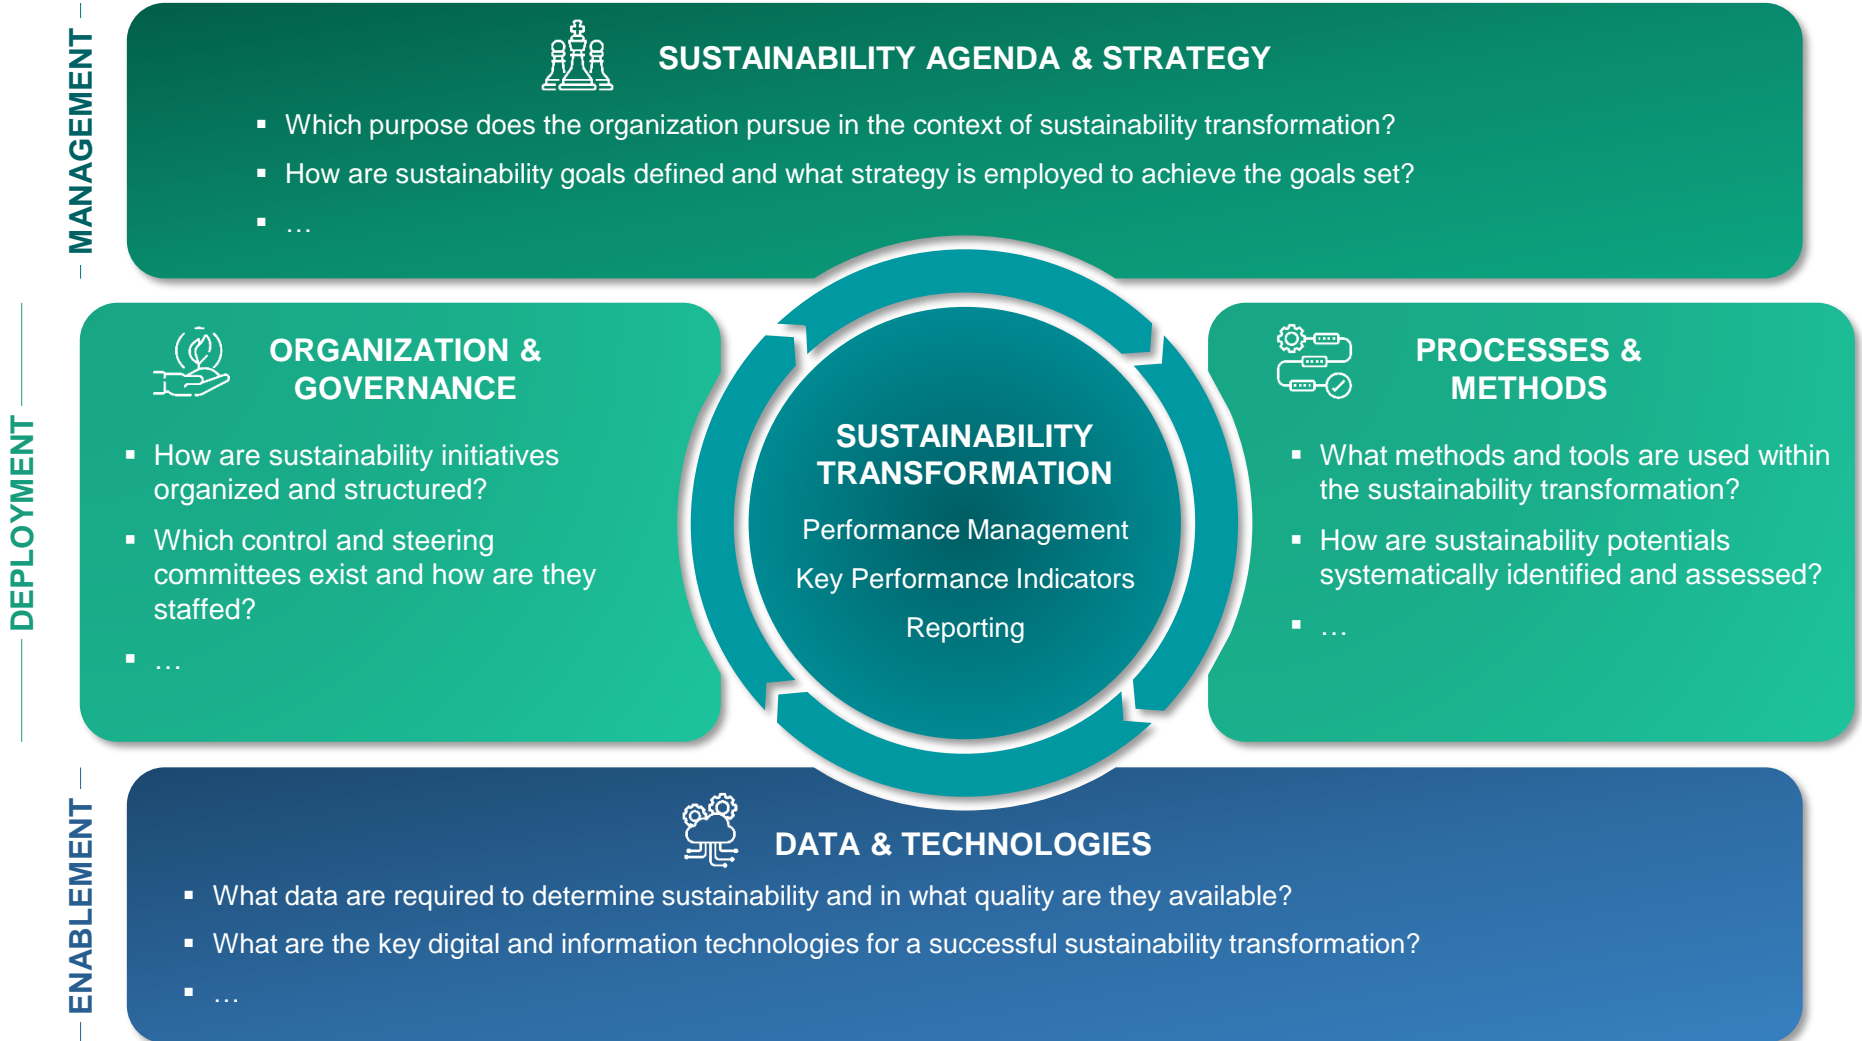 MANAGEMENT
SUSTAINABILITY AGENDA & STRATEGY
▪ Which purpose does the organization pursue in the context of sustainability transformation?
▪ How are sustainability goals defined and what strategy is employed to achieve the goals set?
▪ …
DEPLOYMENT
ORGANIZATION &
GOVERNANCE
▪ How are sustainability initiatives
organized and structured?
▪ Which control and steering
committees exist and how are they
staffed?
▪ …
SUSTAINABILITY
TRANSFORMATION
Performance Management
Key Performance Indicators
Reporting
PROCESSES &
METHODS
▪ What methods and tools are used within
the sustainability transformation?
▪ How are sustainability potentials
systematically identified and assessed?
▪ …
ENABLEMENT
DATA & TECHNOLOGIES
▪ What data are required to determine sustainability and in what quality are they available?
▪ What are the key digital and information technologies for a successful sustainability transformation?
▪ …